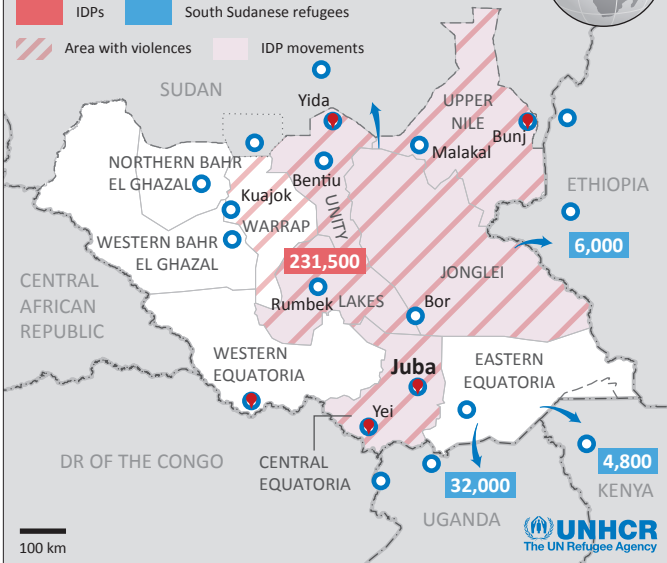 IDPs
South Sudanese refugees
Area with violences
IDP movements
SUDAN
Yida
UPPER
NILE
Bunj
Malakal
NORTHERN BAHR
EL GHAZAL
Bentiu
ETHIOPIA
Kuajok
UNITY
WARRAP
WESTERN BAHR
EL GHAZAL
6,000
231,500
JONGLEI
CENTRAL
AFRICAN
REPUBLIC
Rumbek
LAKES
Bor
WESTERN
EQUATORIA
Juba
EASTERN
EQUATORIA
Yei
DR OF THE CONGO
CENTRAL
EQUATORIA
4,800
32,000
KENYA
UGANDA
UNHCR
The UN Refugee Agency
100 km